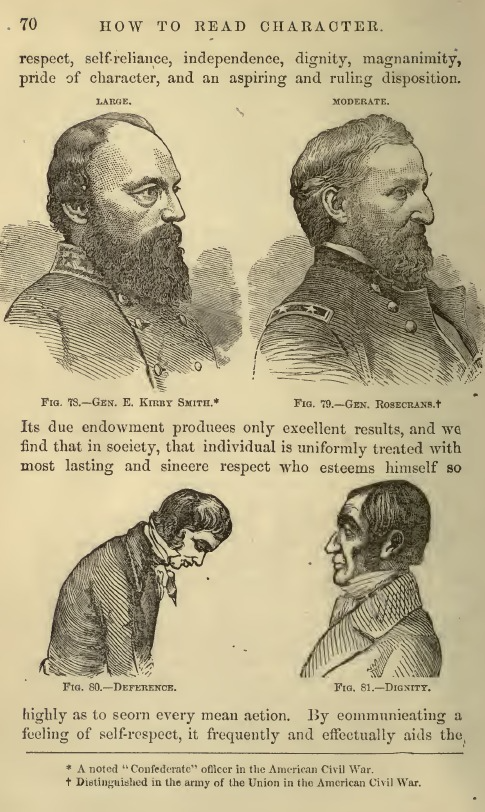 70 HOW TO READ CHARACTER.
respect, self-reliance, independence, dignity, magnanimity,
pride of character, and an aspiring and ruling disposition.
LARGE. MODERATE.
FIG. 78.—GEN. E. KIRBY SMITH.* FIG. 79.—GEN. ROSECRANS.†
Its due endowment produces only excellent results, and we
find that in society, that individual is uniformly treated with
most lasting and sincere respect who esteems himself so
FIG. 80.—DEFERENCE. FIG. 81.—DIGNITY.
highly as to scorn every mean action. By communicating a
feeling of self-respect, it frequently and effectually aids the
* A noted "Confederate" officer in the American Civil War.
† Distinguished in the army of the Union in the American Civil War.